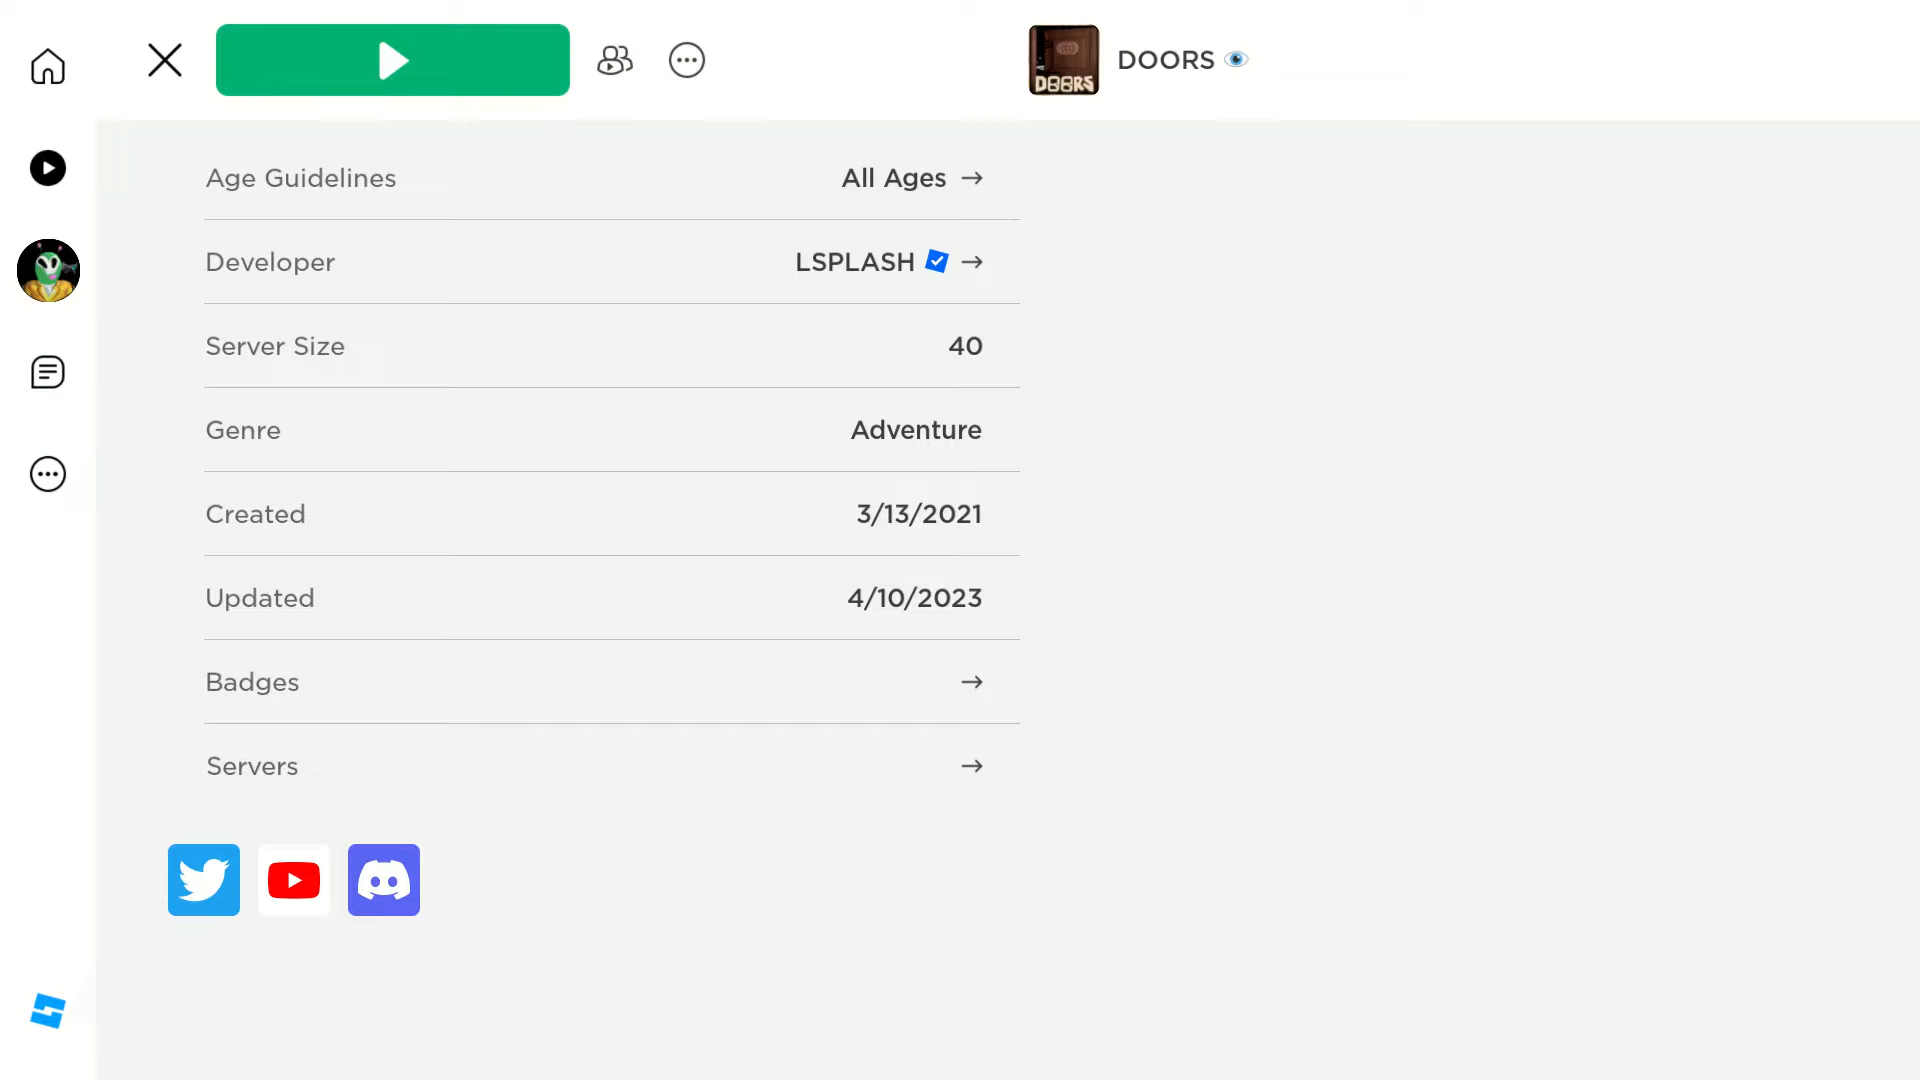 DOORS
DOORS 👁️
Age Guidelines All Ages →
Developer LSPLASH →
Server Size 40
Genre Adventure
Created 3/13/2021
Updated 4/10/2023
Badges →
Servers →